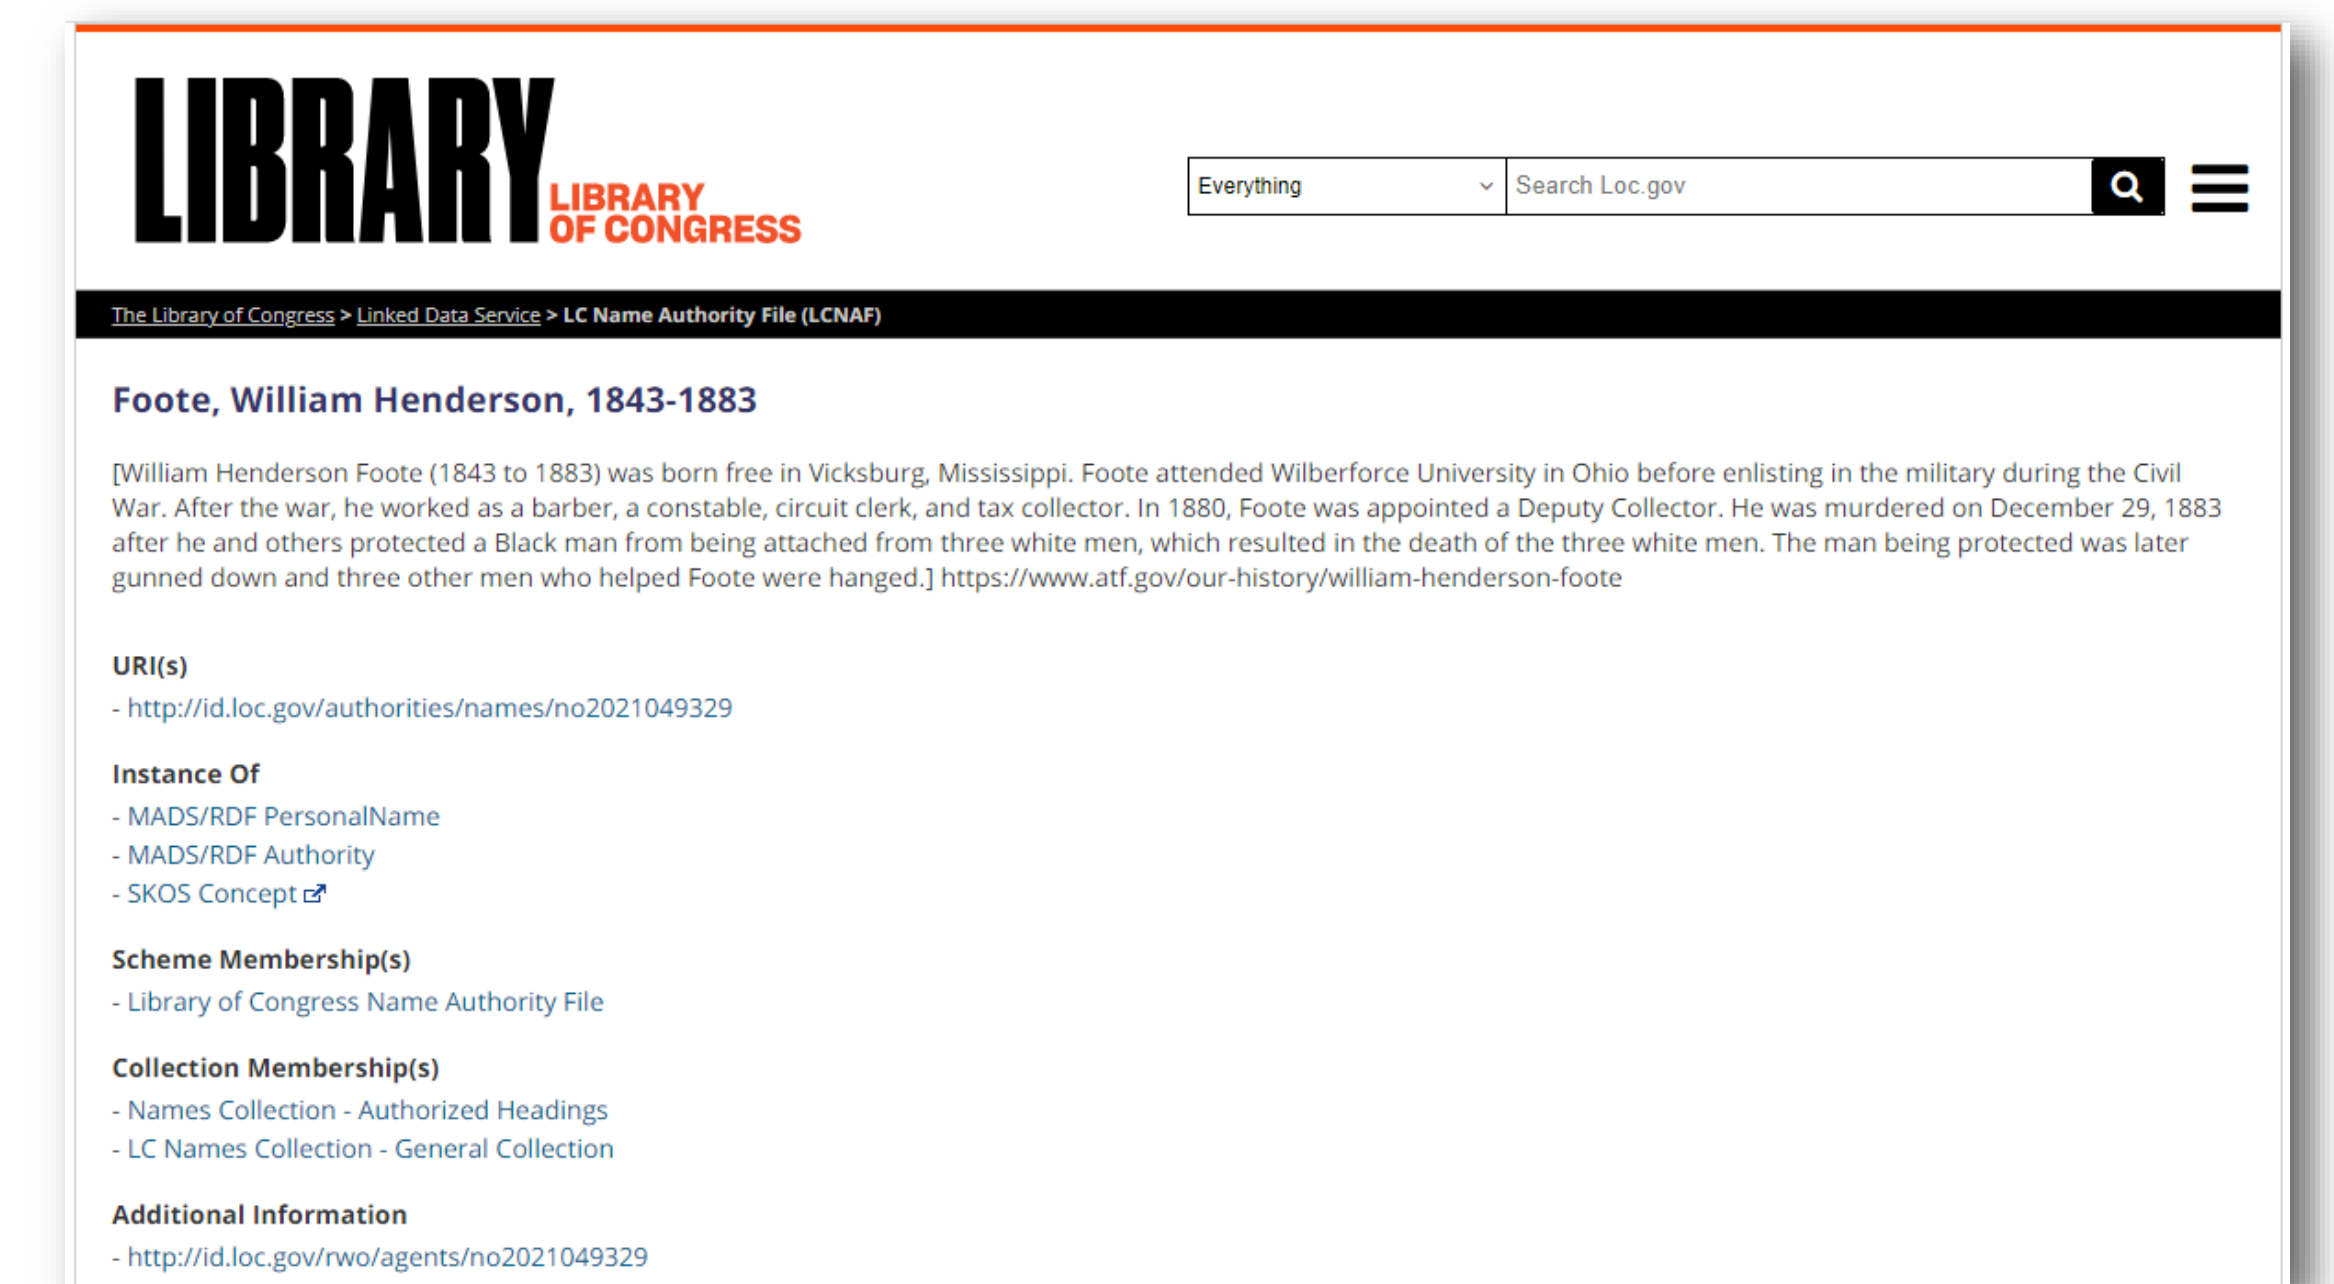 LIBRARY
LIBRARY
OF CONGRESS
Everything
Search Loc.gov
The Library of Congress > Linked Data Service > LC Name Authority File (LCNAF)
Foote, William Henderson, 1843-1883
[William Henderson Foote (1843 to 1883) was born free in Vicksburg, Mississippi. Foote attended Wilberforce University in Ohio before enlisting in the military during the Civil
War. After the war, he worked as a barber, a constable, circuit clerk, and tax collector. In 1880, Foote was appointed a Deputy Collector. He was murdered on December 29, 1883
after he and others protected a Black man from being attached from three white men, which resulted in the death of the three white men. The man being protected was later
gunned down and three other men who helped Foote were hanged.] https://www.atf.gov/our-history/william-henderson-foote
URI(s)
- http://id.loc.gov/authorities/names/no2021049329
Instance Of
- MADS/RDF PersonalName
- MADS/RDF Authority
- SKOS Concept
Scheme Membership(s)
- Library of Congress Name Authority File
Collection Membership(s)
- Names Collection - Authorized Headings
- LC Names Collection - General Collection
Additional Information
- http://id.loc.gov/rwo/agents/no2021049329